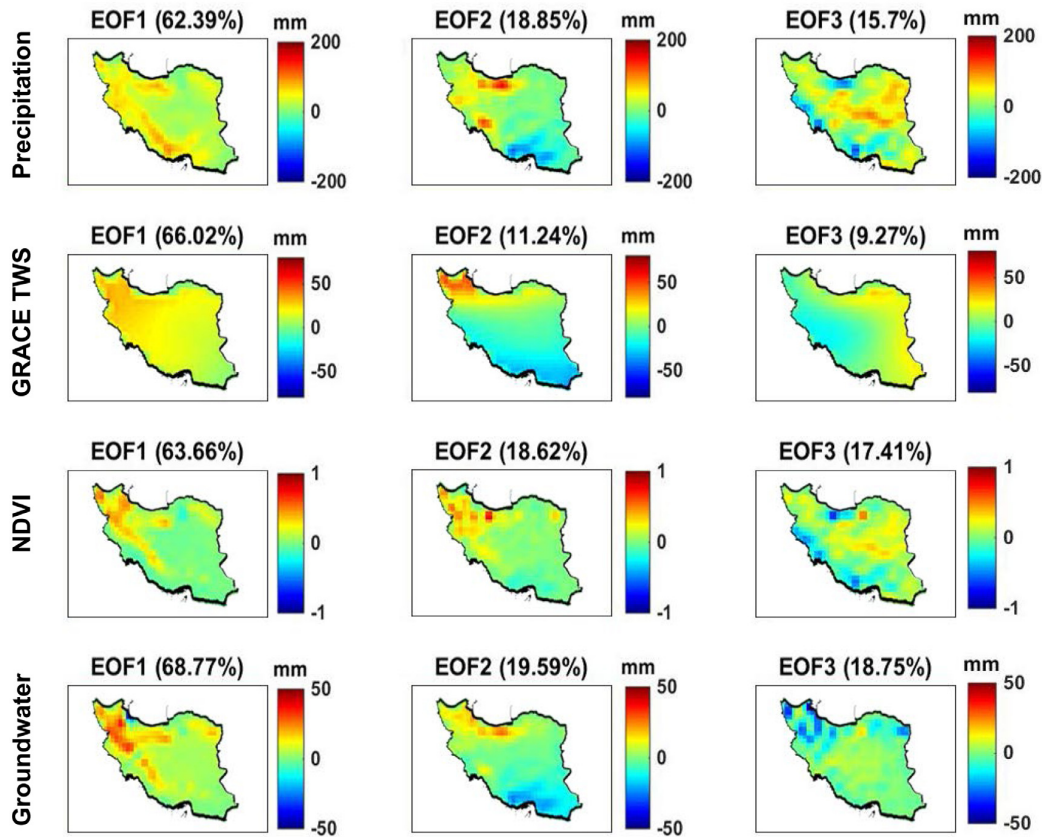 Precipitation
EOF1 (62.39%)
mm
200
0
-200
EOF2 (18.85%)
mm
200
0
-200
EOF3 (15.7%)
mm
200
0
-200
GRACE TWS
EOF1 (66.02%)
mm
50
0
-50
EOF2 (11.24%)
mm
50
0
-50
EOF3 (9.27%)
mm
50
0
-50
NDVI
EOF1 (63.66%)
1
0
-1
EOF2 (18.62%)
1
0
-1
EOF3 (17.41%)
1
0
-1
Groundwater
EOF1 (68.77%)
mm
50
0
-50
EOF2 (19.59%)
mm
50
0
-50
EOF3 (18.75%)
mm
50
0
-50